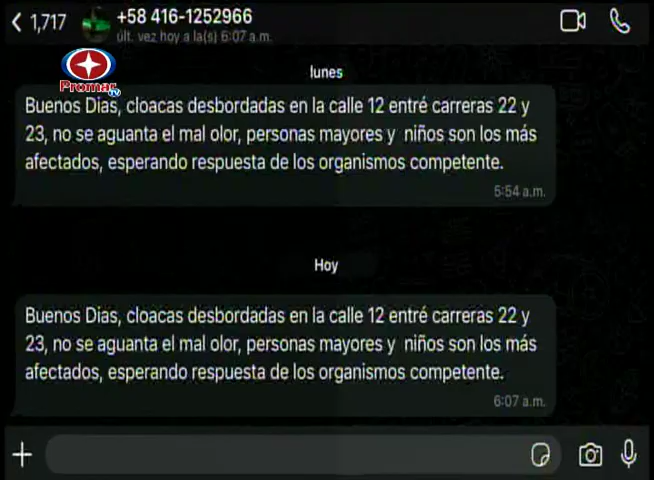 1,717
+58 416-1252966
últ. vez hoy a la(s) 6:07 a.m.
Promar TV
lunes
Buenos Dias, cloacas desbordadas en la calle 12 entré carreras 22 y
23, no se aguanta el mal olor, personas mayores y niños son los más
afectados, esperando respuesta de los organismos competente.
5:54 a.m.
Hoy
Buenos Dias, cloacas desbordadas en la calle 12 entré carreras 22 y
23, no se aguanta el mal olor, personas mayores y niños son los más
afectados, esperando respuesta de los organismos competente.
6:07 a.m.